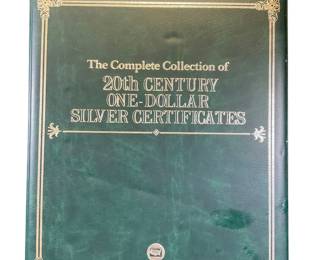 The Complete Collection of
20th CENTURY
ONE-DOLLAR
SILVER CERTIFICATES